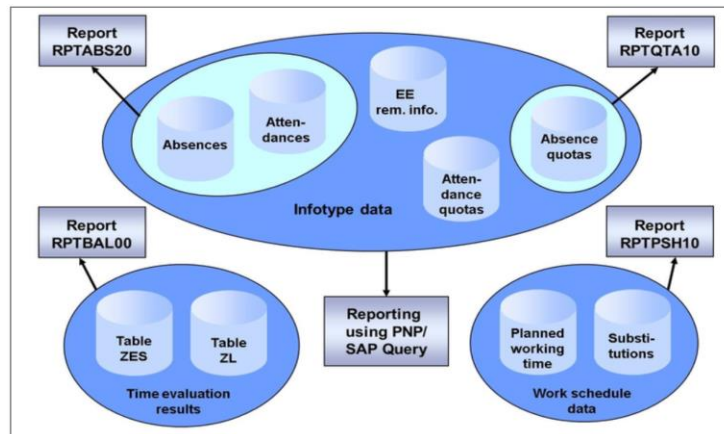 Report
RPTABS20
Report
RPTQTA10
EE
rem. info.
Absences
Atten-
dances
Absence
quotas
Atten-
dance
quotas
Infotype data
Report
RPTBAL00
Report
RPTPSH10
Reporting
using PNP/
SAP Query
Table
ZES
Table
ZL
Time evaluation
results
Planned
working
time
Substi-
tutions
Work schedule
data